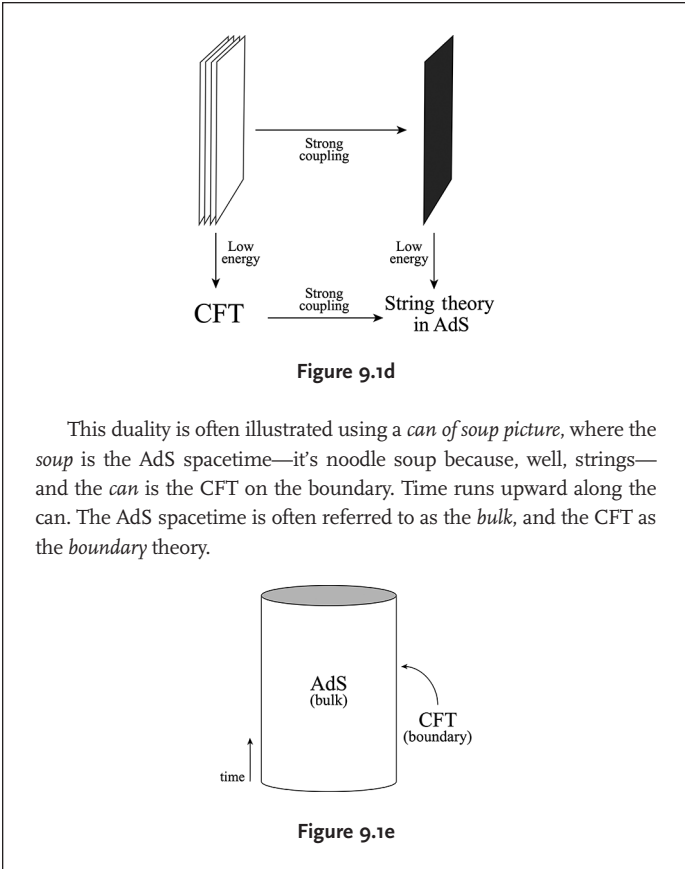 Strong
coupling
Low
energy
Low
energy
CFT
Strong
coupling
String theory
in AdS
Figure 9.1d
This duality is often illustrated using a can of soup picture, where the
soup is the AdS spacetime—it’s noodle soup because, well, strings—
and the can is the CFT on the boundary. Time runs upward along the
can. The AdS spacetime is often referred to as the bulk, and the CFT as
the boundary theory.
AdS
(bulk)
CFT
(boundary)
time
Figure 9.1e